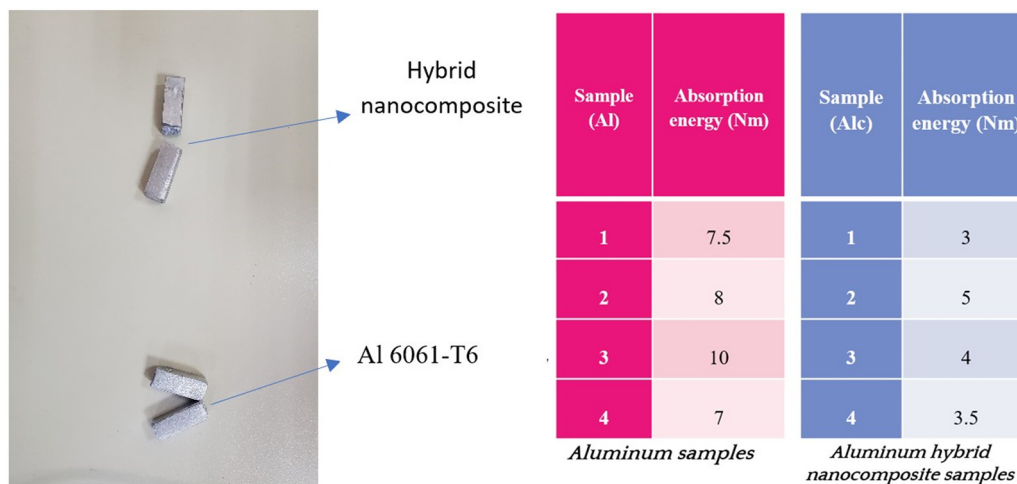 Hybrid
nanocomposite
Al 6061-T6
Sample
(Al)
Absorption
energy (Nm)
1 7.5
2 8
3 10
4 7
Aluminum samples
Sample
(Alc)
Absorption
energy (Nm)
1 3
2 5
3 4
4 3.5
Aluminum hybrid
nanocomposite samples